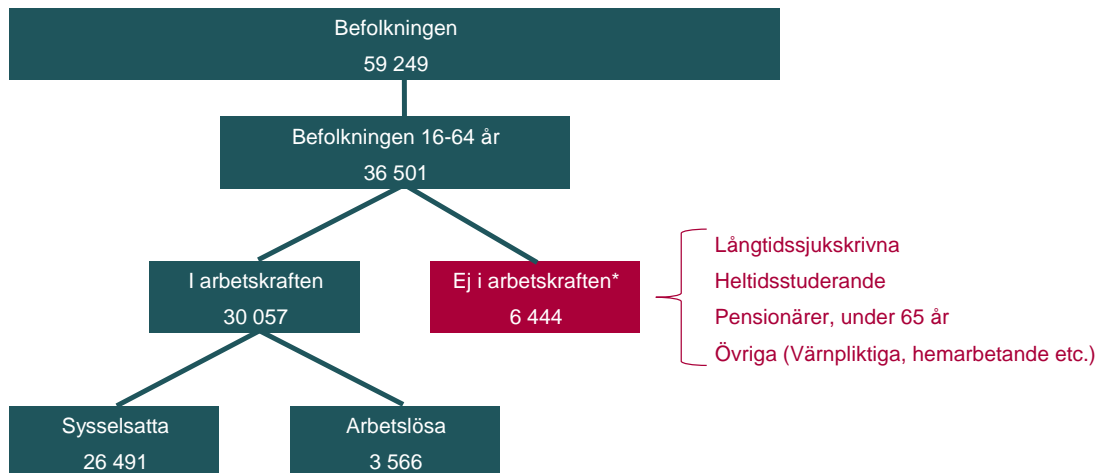 Befolkningen
59 249
Befolkningen 16-64 år
36 501
I arbetskraften
30 057
Ej i arbetskraften*
6 444
Långtidssjukskrivna
Heltidsstuderande
Pensionärer, under 65 år
Övriga (Värnpliktiga, hemarbetande etc.)
Sysselsatta
26 491
Arbetslösa
3 566